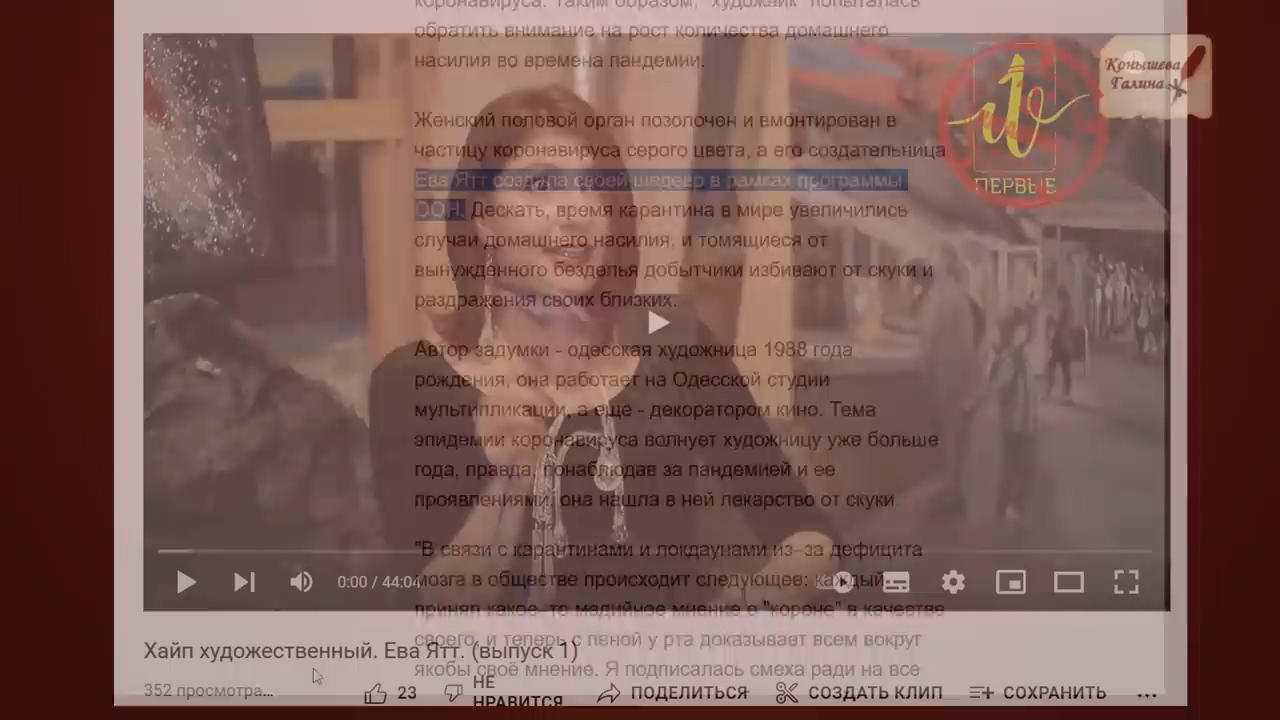 коронавируса. Таким образом, "художник" попыталась
обратить внимание на рост количества домашнего
насилия во времена пандемии.
Конышева
Галина
ПЕРВЫЕ
Женский половой орган позолочен и вмонтирован в
частицу коронавируса серого цвета, а его создательница
Ева Ятт создала своей шедевр в рамках программы
ООН. Дескать, время карантина в мире увеличились
случаи домашнего насилия, и томящиеся от
вынужденного безделья добытчики избивают от скуки и
раздражения своих близких.
Автор задумки - одесская художница 1988 года
рождения, она работает на Одесской студии
мультипликации, а еще - декоратором кино. Тема
эпидемии коронавируса волнует художницу уже больше
года, правда, понаблюдав за пандемией и ее
проявлениями, она нашла в ней лекарство от скуки
"В связи с карантинами и локдаунами из-за дефицита
мозга в обществе происходит следующее: каждый
принял какое-то медийное мнение о "короне" в качестве
своего, и теперь с пеной у рта доказывает всем вокруг
якобы своё мнение. Я подписалась смеха ради на все
0:00 / 44:04
Хайп художественный. Ева Ятт. (выпуск 1)
352 просмотра...
23
НЕ НРАВИТСЯ
ПОДЕЛИТЬСЯ
СОЗДАТЬ КЛИП
СОХРАНИТЬ